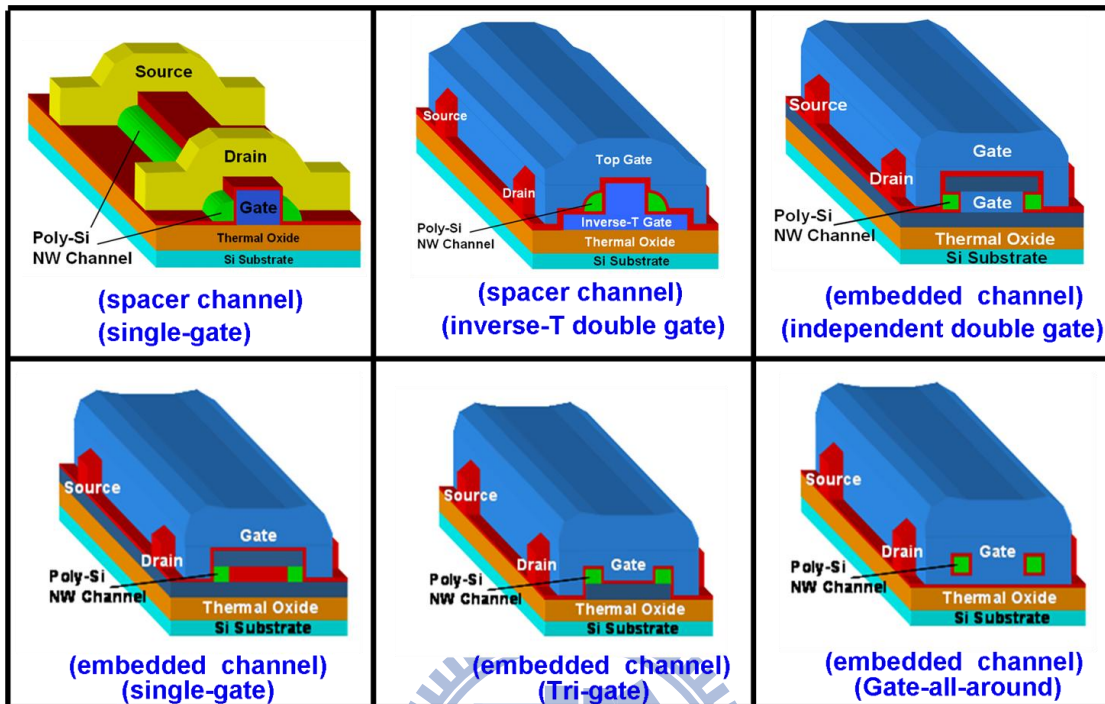 Source
Drain
Gate
Poly-Si
NW Channel
Thermal Oxide
Si Substrate
(spacer channel)
(single-gate)
Source
Top Gate
Drain
Poly-Si
NW Channel
Inverse-T Gate
Thermal Oxide
Si Substrate
(spacer channel)
(inverse-T double gate)
Source
Gate
Drain
Poly-Si
NW Channel
Gate
Thermal Oxide
Si Substrate
(embedded channel)
(independent double gate)
Source
Gate
Drain
Poly-Si
NW Channel
Thermal Oxide
Si Substrate
(embedded channel)
(single-gate)
Source
Drain
Gate
Poly-Si
NW Channel
Thermal Oxide
Si Substrate
(embedded channel)
(Tri-gate)
Source
Drain
Gate
Poly-Si
NW Channel
Thermal Oxide
Si Substrate
(embedded channel)
(Gate-all-around)